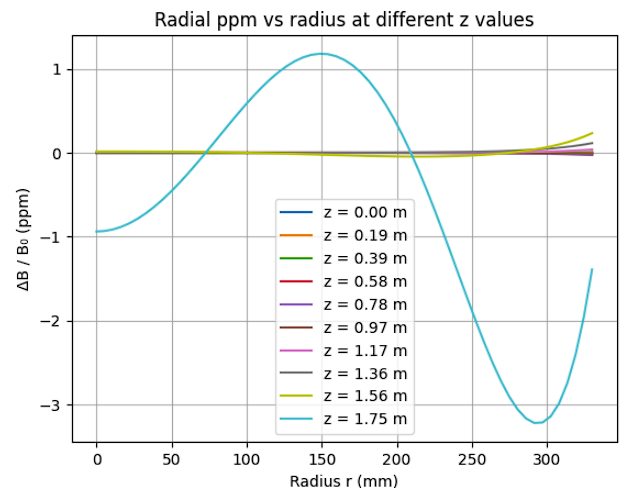 Radial ppm vs radius at different z values
ΔB / B₀ (ppm)
1
0
−1
−2
−3
z = 0.00 m
z = 0.19 m
z = 0.39 m
z = 0.58 m
z = 0.78 m
z = 0.97 m
z = 1.17 m
z = 1.36 m
z = 1.56 m
z = 1.75 m
0 50 100 150 200 250 300
Radius r (mm)